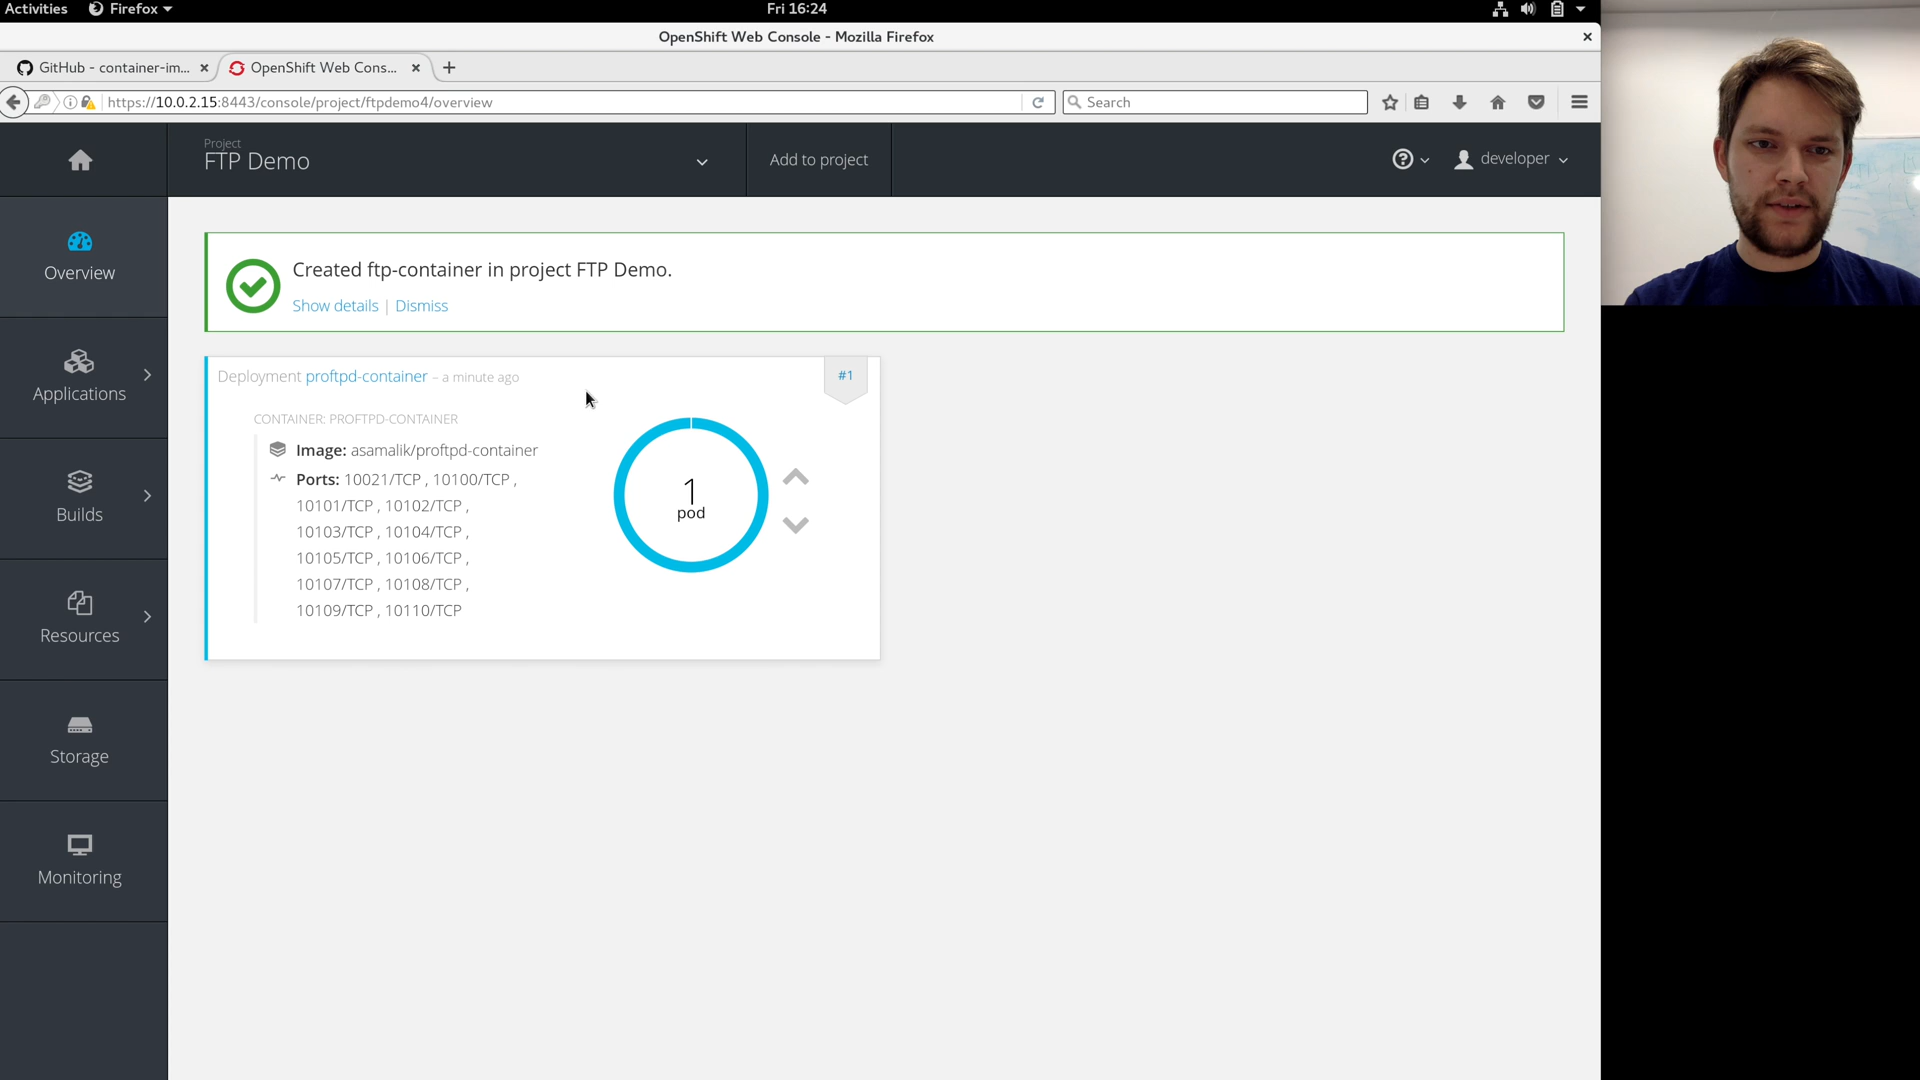 Activities Firefox Fri 16:24
OpenShift Web Console - Mozilla Firefox
GitHub - container-im... OpenShift Web Cons...
https://10.0.2.15:8443/console/project/ftpdemo4/overview Search
Project
FTP Demo
Add to project
developer
Overview
Applications
Builds
Resources
Storage
Monitoring
Created ftp-container in project FTP Demo.
Show details | Dismiss
Deployment proftpd-container – a minute ago #1
CONTAINER: PROFTPD-CONTAINER
Image: asamalik/proftpd-container
Ports: 10021/TCP , 10100/TCP ,
10101/TCP , 10102/TCP ,
10103/TCP , 10104/TCP ,
10105/TCP , 10106/TCP ,
10107/TCP , 10108/TCP ,
10109/TCP , 10110/TCP
1
pod